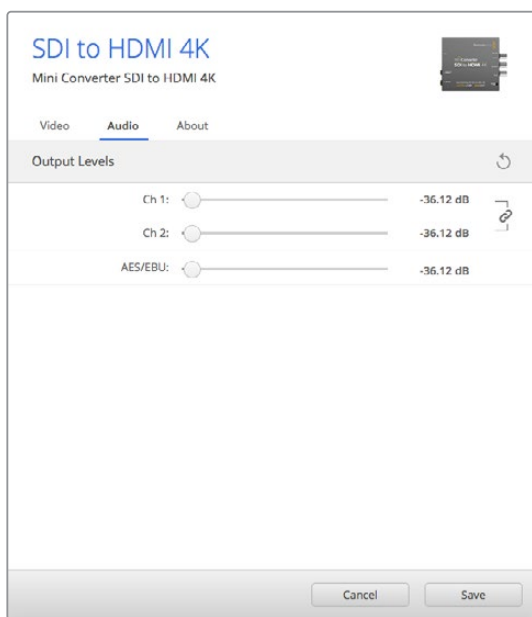 SDI to HDMI 4K
Mini Converter SDI to HDMI 4K
Video Audio About
Output Levels
Ch 1: -36.12 dB
Ch 2: -36.12 dB
AES/EBU: -36.12 dB
Cancel Save